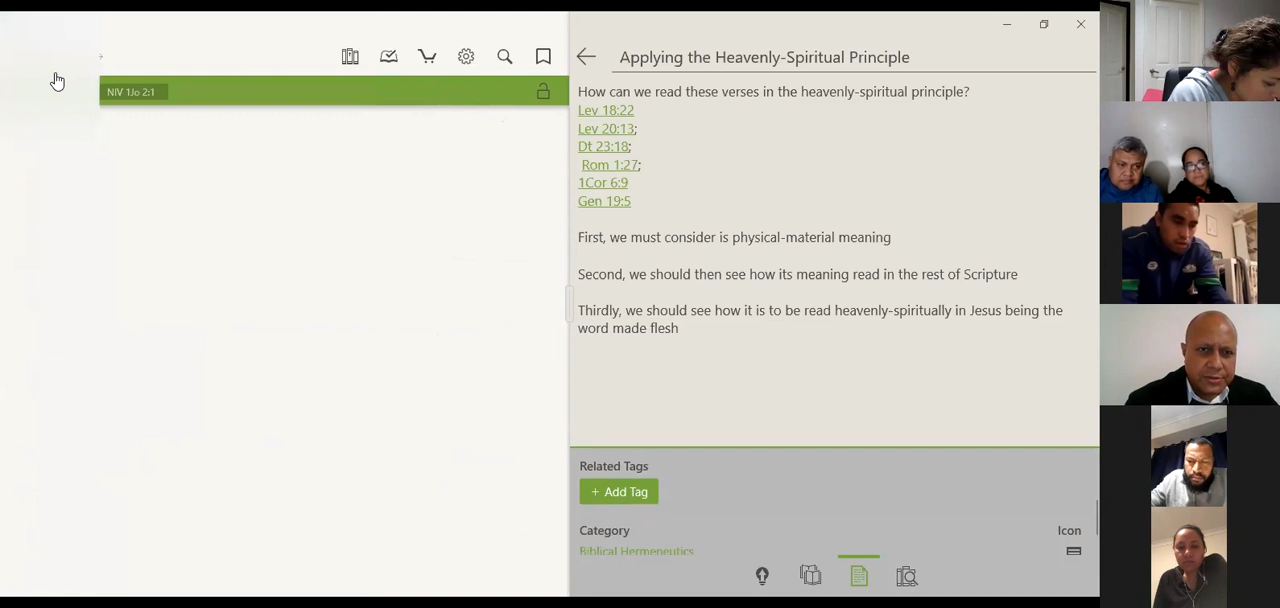 NIV 1Jo 2:1
Applying the Heavenly-Spiritual Principle
How can we read these verses in the heavenly-spiritual principle?
Lev 18:22
Lev 20:13;
Dt 23:18;
Rom 1:27;
1Cor 6:9
Gen 19:5
First, we must consider is physical-material meaning
Second, we should then see how its meaning read in the rest of Scripture
Thirdly, we should see how it is to be read heavenly-spiritually in Jesus being the
word made flesh
Related Tags
+ Add Tag
Category
Icon
Biblical Hermeneutics